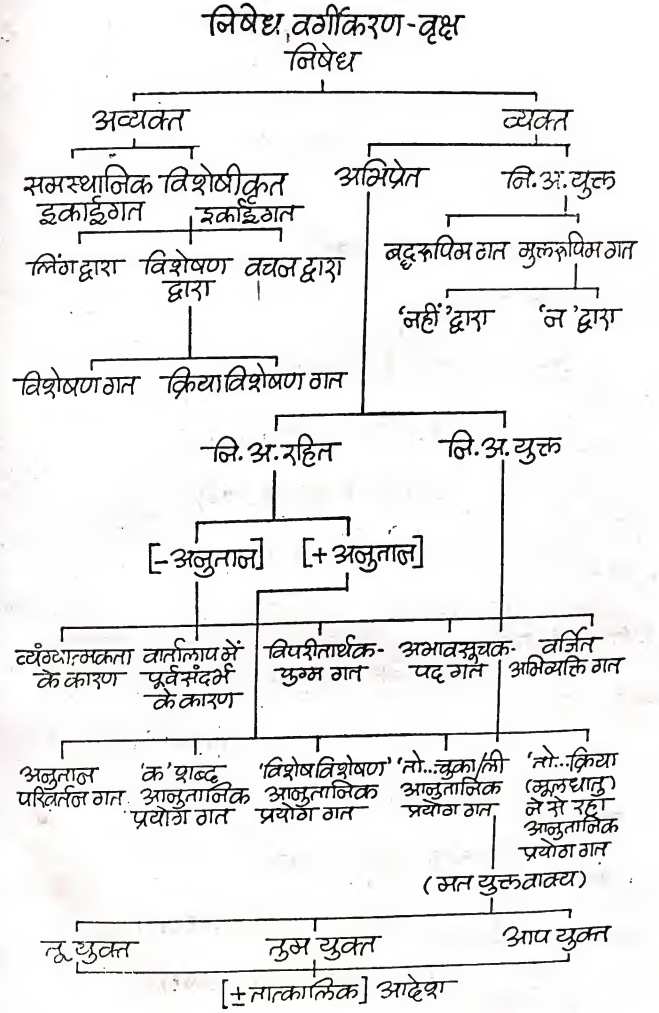 निषेध वर्गीकरण-वृक्ष
निषेध
अव्यक्त व्यक्त
समस्थानिक विशेषीकृत अभिप्रेत नि.अ.युक्त
इकाईगत इकाईगत
बद्धरूपिम गत मुक्तरूपिम गत
लिंग द्वारा विशेषण वचन द्वारा
द्वारा
'नहीं' द्वारा 'न' द्वारा
विशेषण गत क्रियाविशेषण गत
नि.अ.रहित नि.अ.युक्त
[-अनुतान] [+अनुतान]
व्यंग्यात्मकता वार्तालाप में विपरीतार्थक- अभावसूचक- वर्जित
के कारण पूर्वसंदर्भ युग्म गत पद गत अभिव्यक्ति गत
के कारण
अनुतान 'क' शब्द 'विशेष विशेषण' 'तो...चुका/ली 'तो...क्रिया
परिवर्तन गत आनुतानिक आनुतानिक आनुतानिक (मूलधातु)
प्रयोग गत प्रयोग गत प्रयोग गत ने से रहा
आनुतानिक
प्रयोग गत
(मत युक्त वाक्य)
तू युक्त तुम युक्त आप युक्त
[±तात्कालिक] आदेश